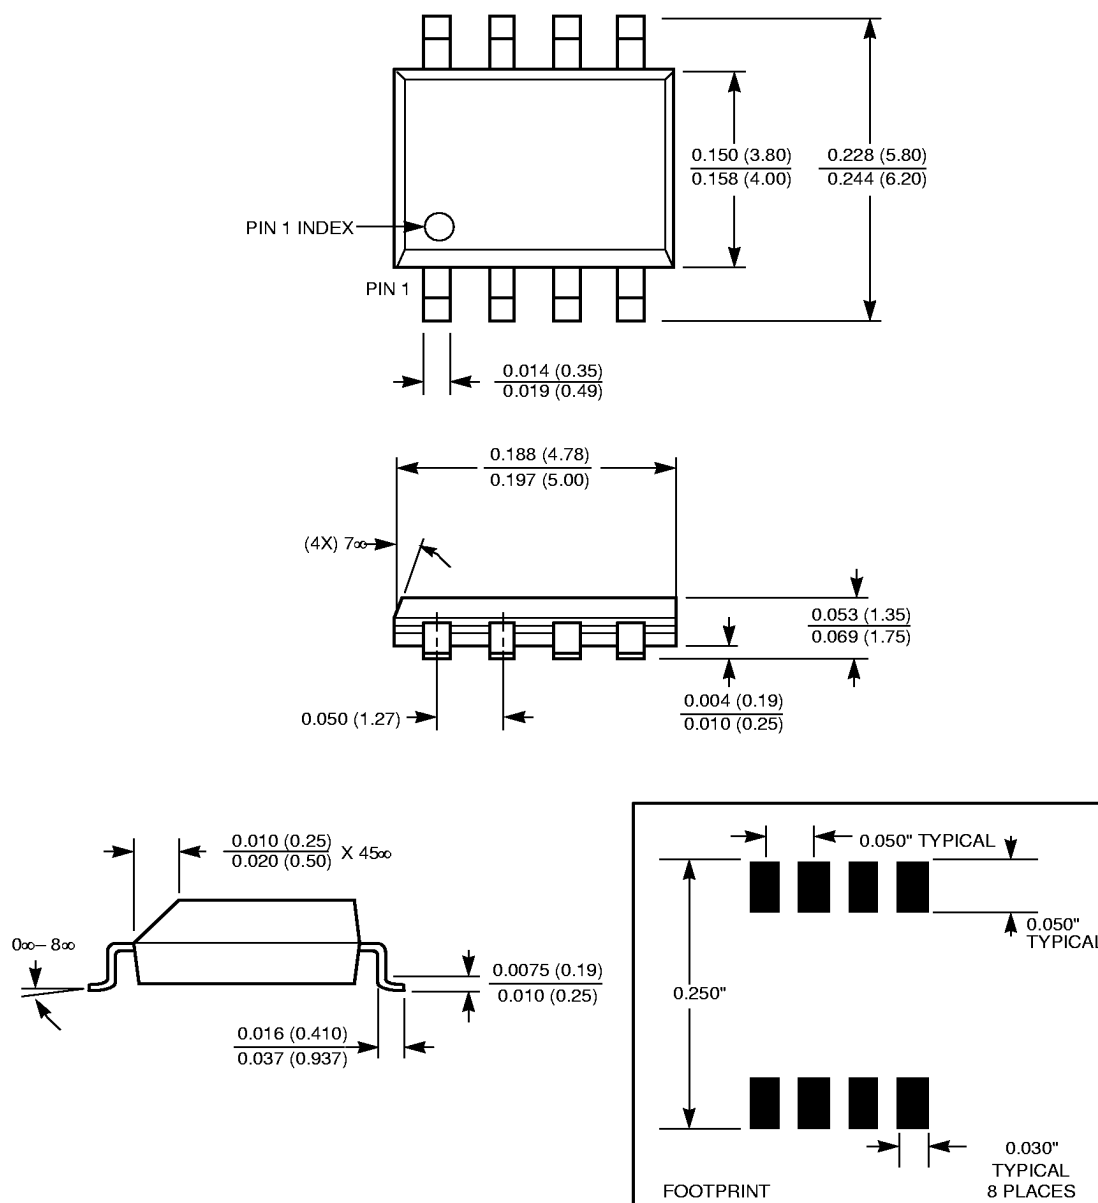 0.150 (3.80)
0.158 (4.00)
0.228 (5.80)
0.244 (6.20)
PIN 1 INDEX
PIN 1
0.014 (0.35)
0.019 (0.49)
0.188 (4.78)
0.197 (5.00)
(4X) 7∞
0.053 (1.35)
0.069 (1.75)
0.004 (0.19)
0.010 (0.25)
0.050 (1.27)
0.010 (0.25)
0.020 (0.50)
X 45∞
0∞– 8∞
0.0075 (0.19)
0.010 (0.25)
0.016 (0.410)
0.037 (0.937)
0.050" TYPICAL
0.050"
TYPICAL
0.250"
0.030"
TYPICAL
8 PLACES
FOOTPRINT